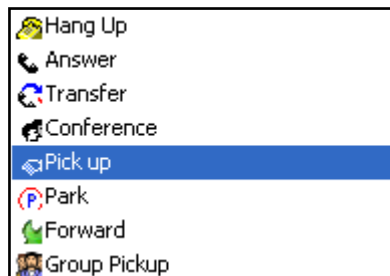 Hang Up
Answer
Transfer
Conference
Pick up
Park
Forward
Group Pickup